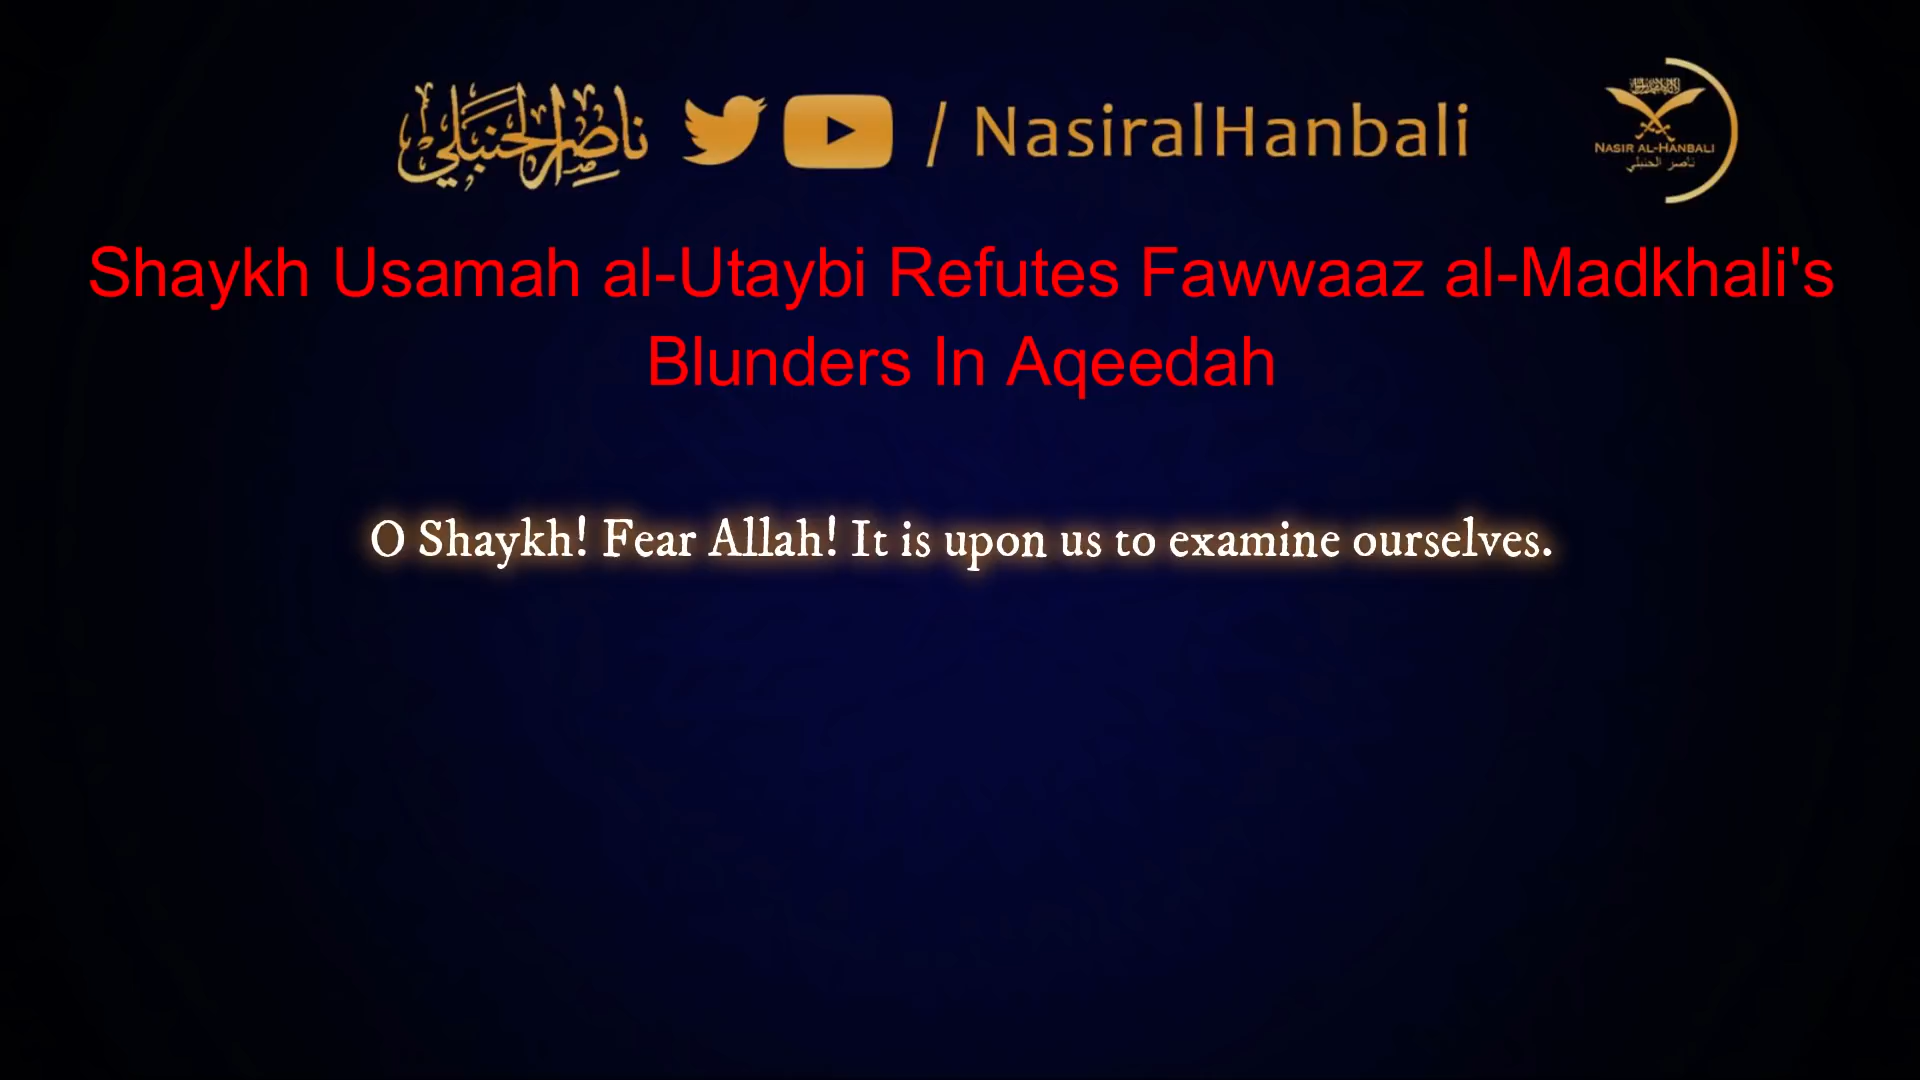 ناصر الحنبلي / NasiralHanbali
NASIR AL-HANBALI
ناصر الحنبلي
Shaykh Usamah al-Utaybi Refutes Fawwaaz al-Madkhali's
Blunders In Aqeedah
O Shaykh! Fear Allah! It is upon us to examine ourselves.